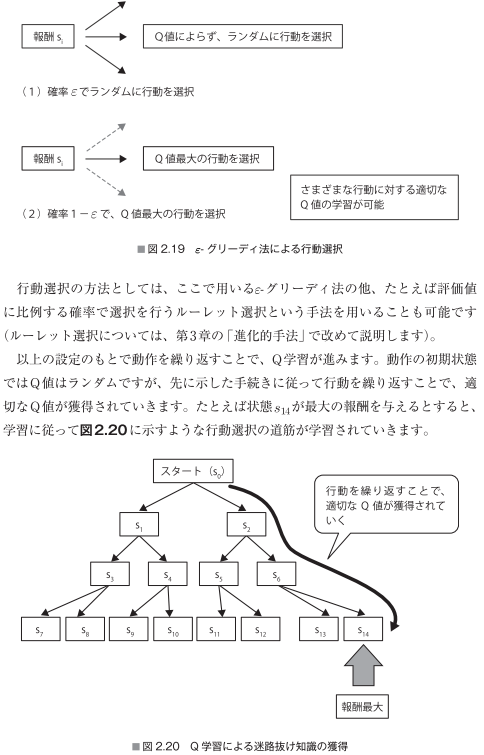 報酬 si
Q値によらず、ランダムに行動を選択
（1）確率εでランダムに行動を選択
報酬 si
Q 値最大の行動を選択
さまざまな行動に対する適切な
Q 値の学習が可能
（2）確率1－εで、Q値最大の行動を選択
■図2.19　ε-グリーディ法による行動選択
行動選択の方法としては、ここで用いるε-グリーディ法の他、たとえば評価値
に比例する確率で選択を行うルーレット選択という手法を用いることも可能です
（ルーレット選択については、第3章の「進化的手法」で改めて説明します）。
以上の設定のもとで動作を繰り返すことで、Q学習が進みます。動作の初期状態
ではQ値はランダムですが、先に示した手続きに従って行動を繰り返すことで、適
切なQ値が獲得されていきます。たとえば状態s14が最大の報酬を与えるとすると、
学習に従って図2.20に示すような行動選択の道筋が学習されていきます。
スタート（s0）
行動を繰り返すことで、
適切な Q 値が獲得されて
いく
s1 s2
s3 s4 s5 s6
s7 s8 s9 s10 s11 s12 s13 s14
報酬最大
■図2.20　Q学習による迷路抜け知識の獲得